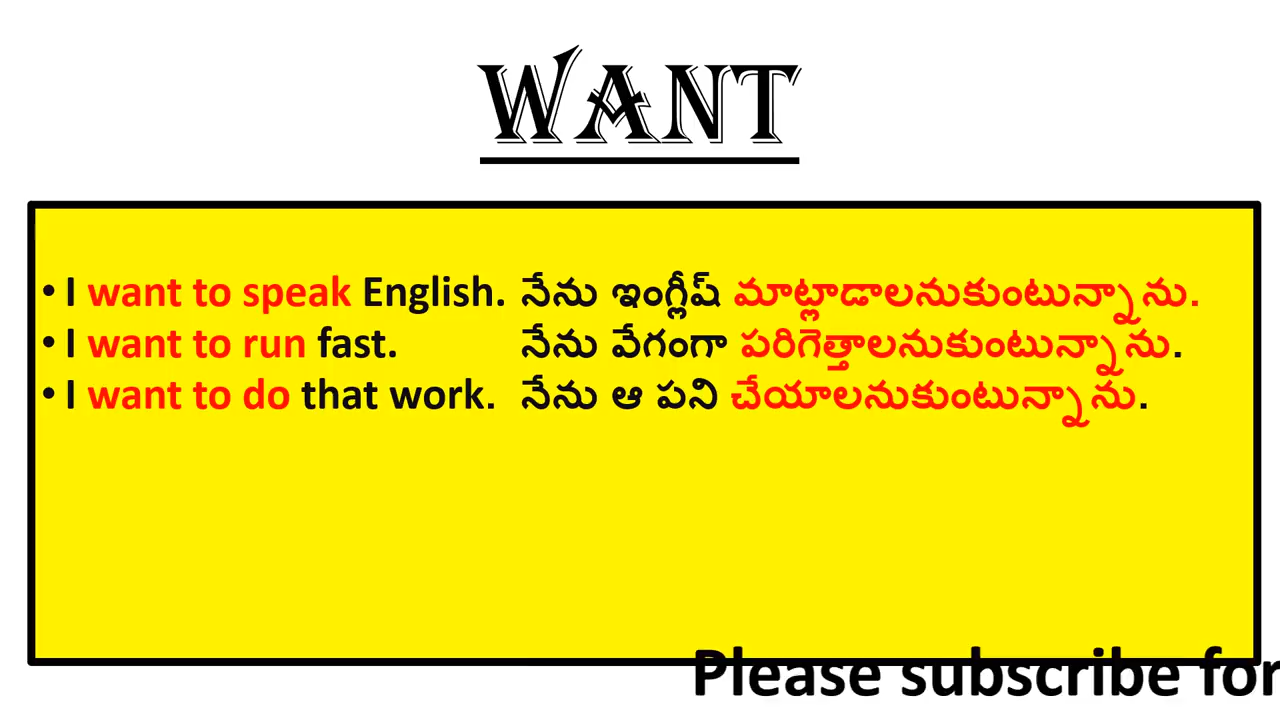 WANT
• I want to speak English. నేను ఇంగ్లీష్ మాట్లాడాలనుకుంటున్నాను.
• I want to run fast. నేను వేగంగా పరిగెత్తాలనుకుంటున్నాను.
• I want to do that work. నేను ఆ పని చేయాలనుకుంటున్నాను.
Please subscribe for